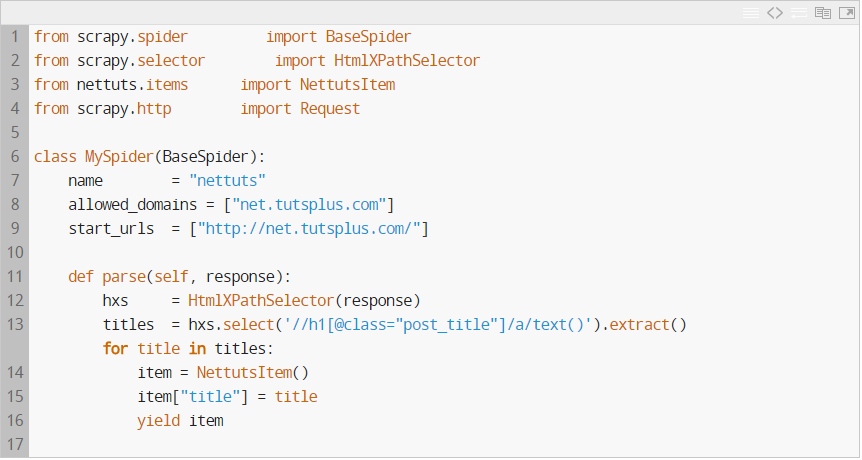 1 from scrapy.spider         import BaseSpider
2 from scrapy.selector        import HtmlXPathSelector
3 from nettuts.items      import NettutsItem
4 from scrapy.http        import Request
5
6 class MySpider(BaseSpider):
7     name        = "nettuts"
8     allowed_domains = ["net.tutsplus.com"]
9     start_urls  = ["http://net.tutsplus.com/"]
10
11     def parse(self, response):
12         hxs     = HtmlXPathSelector(response)
13         titles  = hxs.select('//h1[@class="post_title"]/a/text()').extract()
        for title in titles:
14             item = NettutsItem()
15             item["title"] = title
16             yield item
17